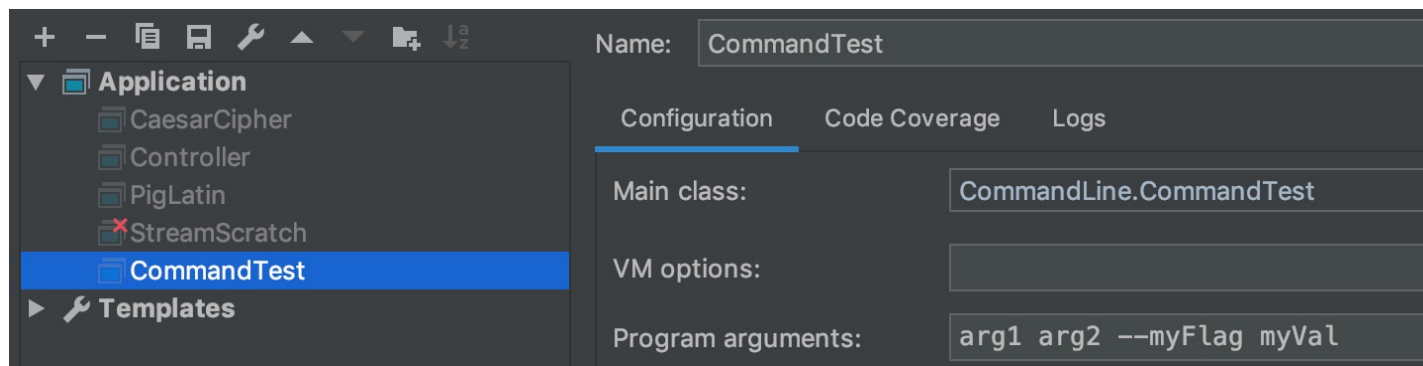 Name: CommandTest
Application
CaesarCipher
Controller
PigLatin
StreamScratch
CommandTest
Templates
Configuration Code Coverage Logs
Main class: CommandLine.CommandTest
VM options:
Program arguments: arg1 arg2 --myFlag myVal